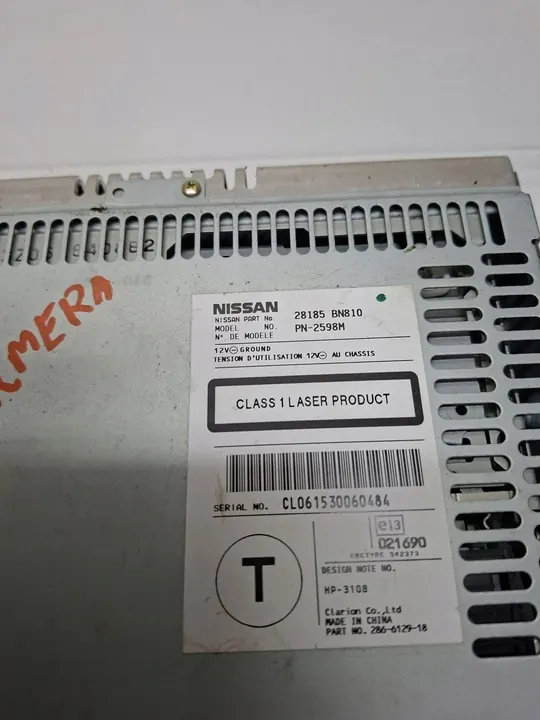 NISSAN
NISSAN PART No. 28185 BN810
MODEL NO. PN-2598M
N°. DE MODELE
12V⊖ GROUND
TENSION D'UTILISATION 12V⊖ AU CHASSIS
CLASS 1 LASER PRODUCT
SERIAL NO. CL061530060484
e13
021690
T
DESIGN NOTE NO.
HP-3108
Clarion Co.,Ltd
MADE IN CHINA
PART NO. 286-6129-18